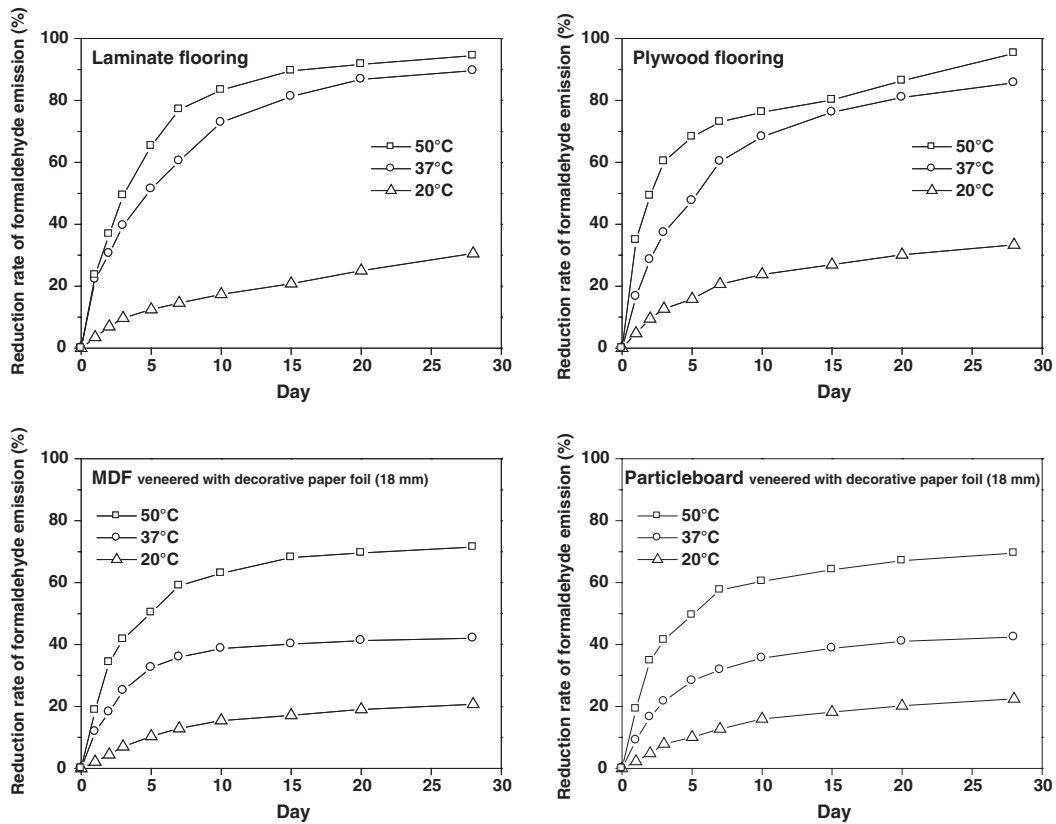 Reduction rate of formaldehyde emission (%)
100
80
60
40
20
0
Laminate flooring
50°C
37°C
20°C
0 5 10 15 20 25 30
Day
Reduction rate of formaldehyde emission (%)
100
80
60
40
20
0
Plywood flooring
50°C
37°C
20°C
0 5 10 15 20 25 30
Day
Reduction rate of formaldehyde emission (%)
100
80
60
40
20
0
MDF veneered with decorative paper foil (18 mm)
50°C
37°C
20°C
0 5 10 15 20 25 30
Day
Reduction rate of formaldehyde emission (%)
100
80
60
40
20
0
Particleboard veneered with decorative paper foil (18 mm)
50°C
37°C
20°C
0 5 10 15 20 25 30
Day